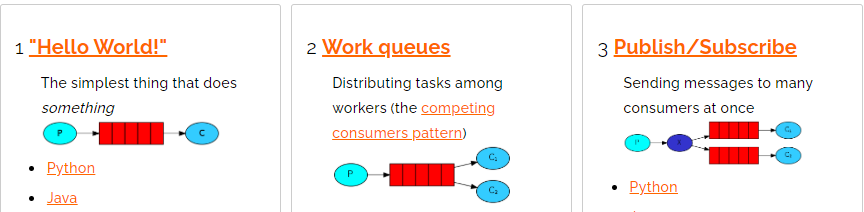 1 "Hello World!"
The simplest thing that does
something
P
C
Python
Java
2 Work queues
Distributing tasks among
workers (the competing
consumers pattern)
P
C₁
C₂
3 Publish/Subscribe
Sending messages to many
consumers at once
P
X
C₁
C₂
Python